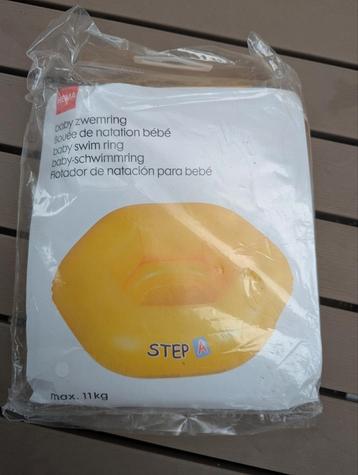 HEMA
baby zwemring
Bouée de natation bébé
baby swim ring
baby-schwimmring
Flotador de natación para bebé
STEP A
max. 11kg